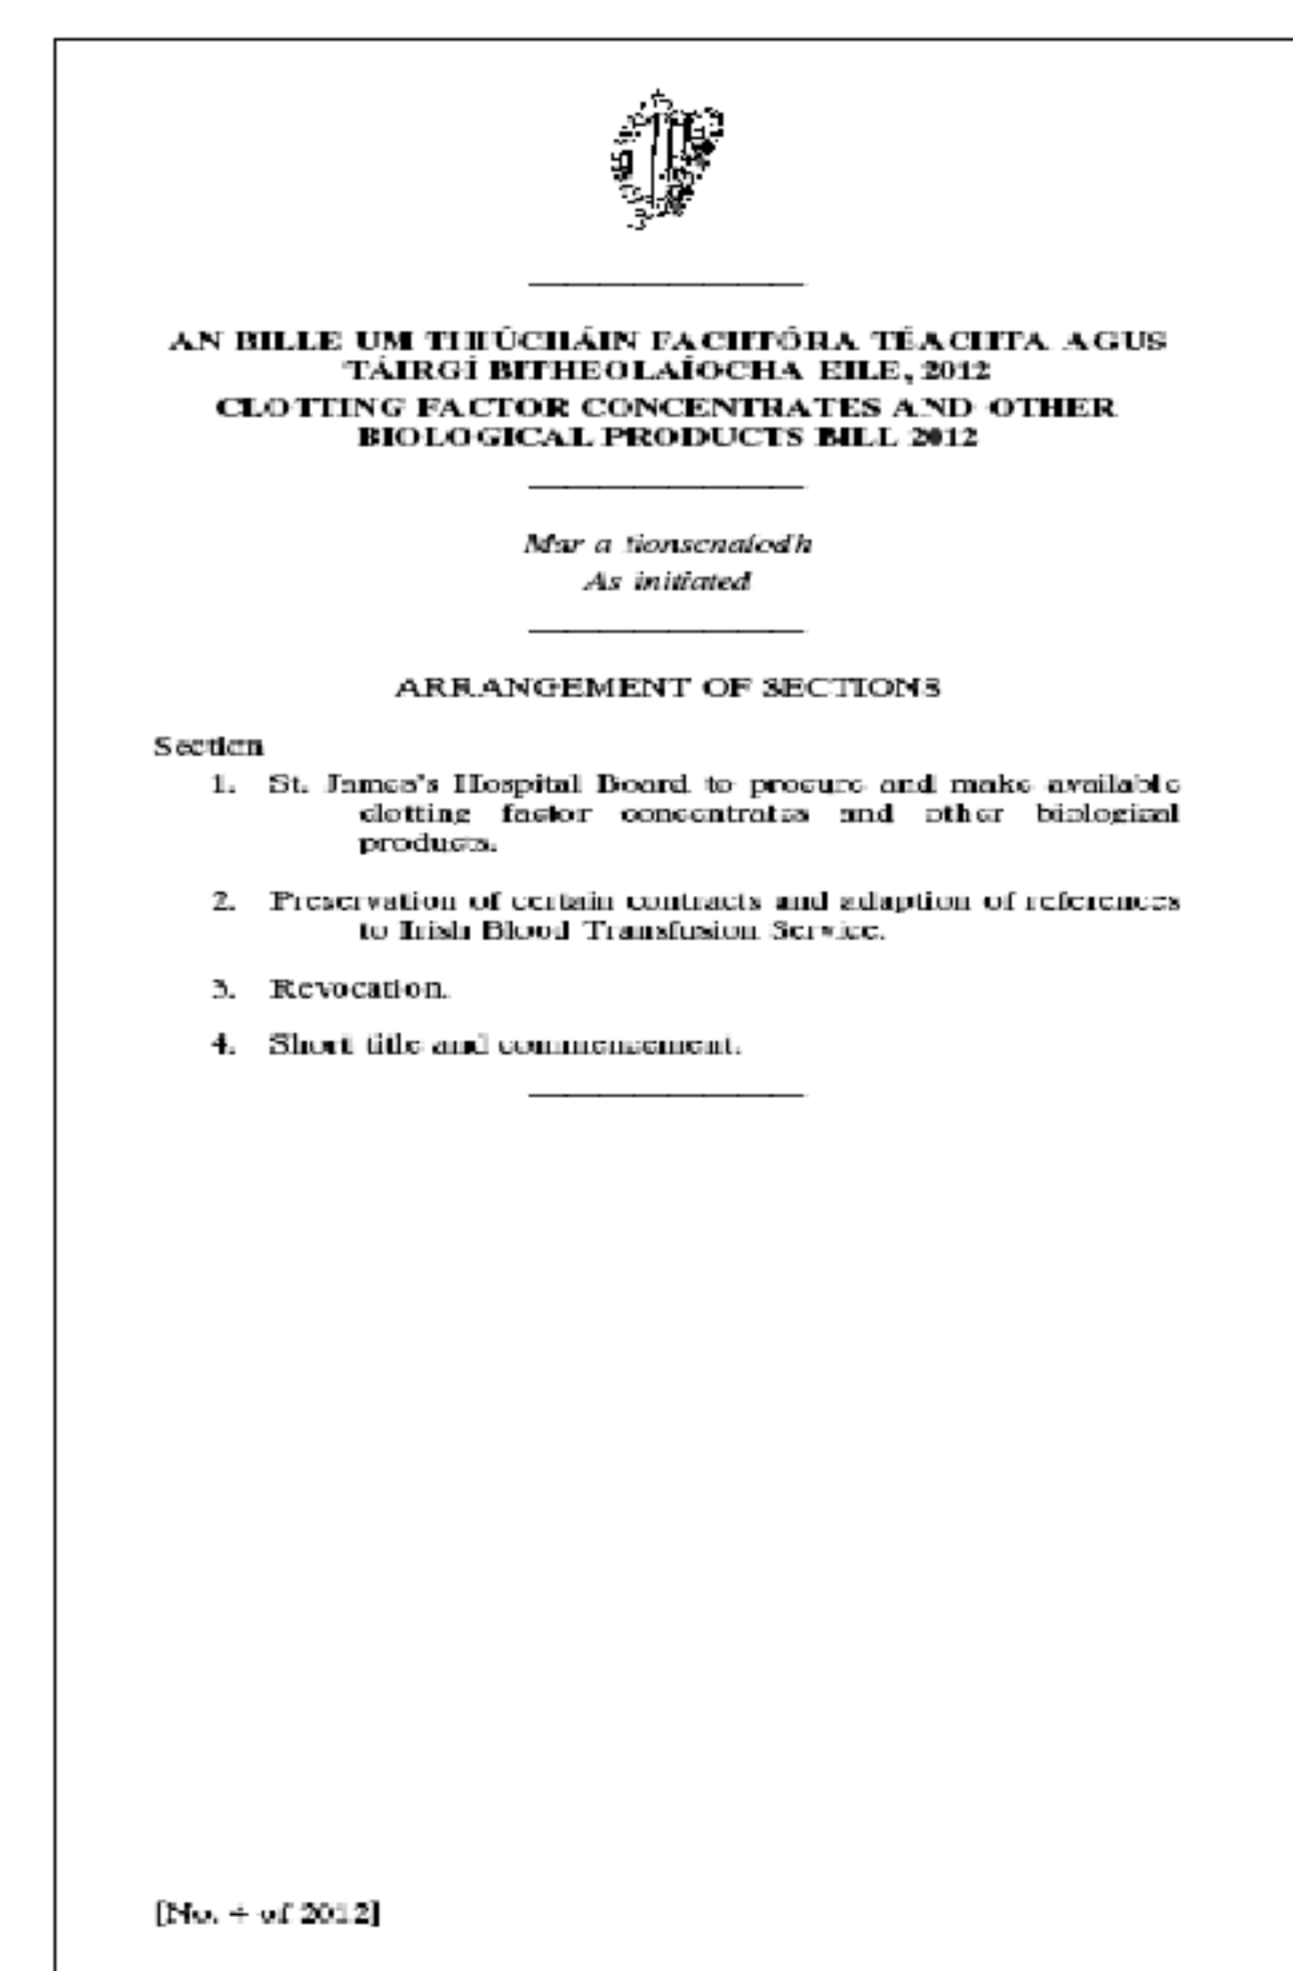 AN BILLE UM THIÚCHÁIN FACHTÓRA TÉACHTA AGUS
TÁIRGÍ BITHEOLAÍOCHA EILE, 2012
CLOTTING FACTOR CONCENTRATES AND OTHER
BIOLOGICAL PRODUCTS BILL 2012
Mar a tionscnaíodh
As initiated
ARRANGEMENT OF SECTIONS
Section
1. St. James's Hospital Board to procure and make available
clotting factor concentrates and other biological
products.
2. Preservation of certain contracts and adaption of references
to Irish Blood Transfusion Service.
3. Revocation.
4. Short title and commencement.
[No. 4 of 2012]